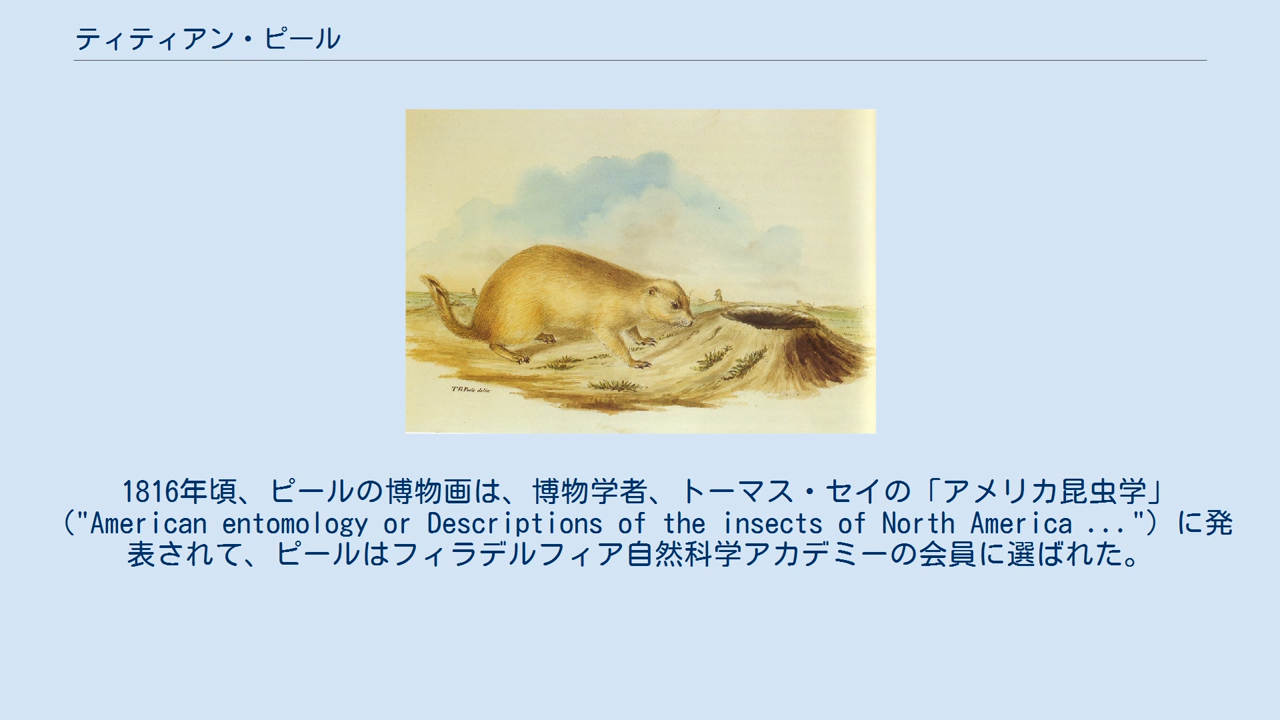 ティティアン・ピール
T.R.Peale delin.
1816年頃、ピールの博物画は、博物学者、トーマス・セイの「アメリカ昆虫学」
("American entomology or Descriptions of the insects of North America ...") に発
表されて、ピールはフィラデルフィア自然科学アカデミーの会員に選ばれた。